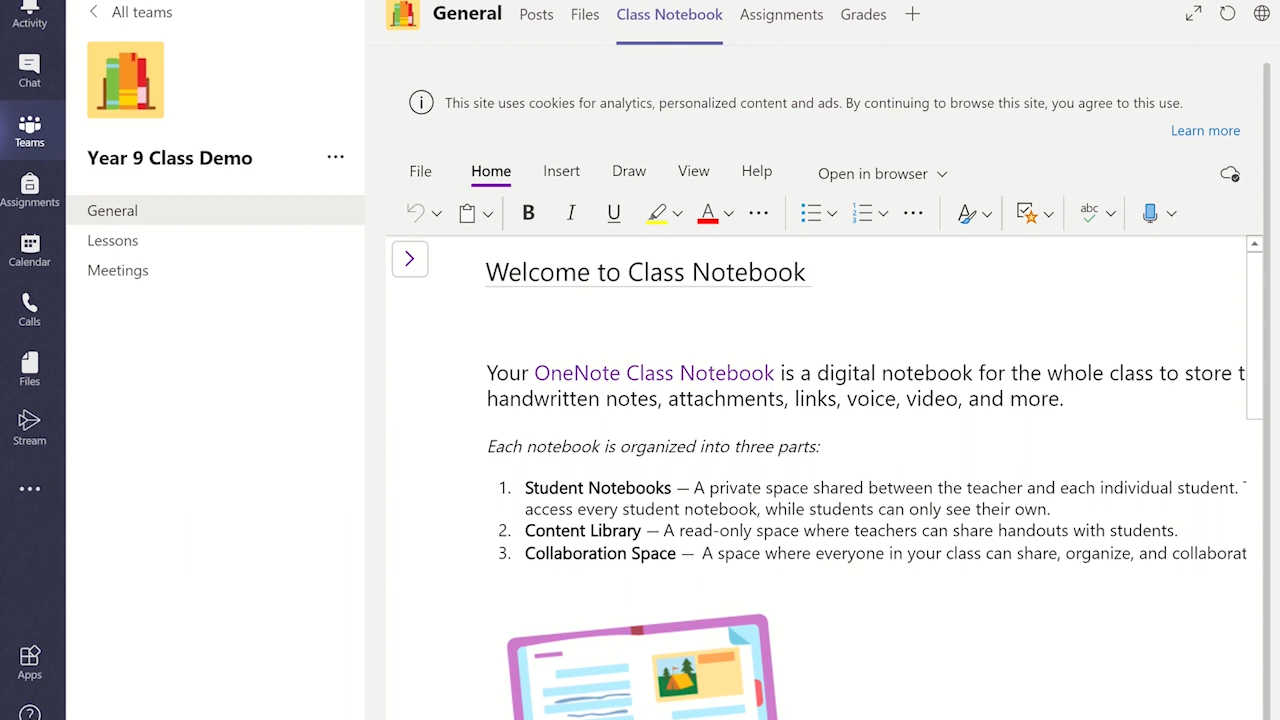 Activity
Chat
Teams
Assignments
Calendar
Calls
Files
Stream
Apps
All teams
Year 9 Class Demo
General
Lessons
Meetings
General Posts Files Class Notebook Assignments Grades
This site uses cookies for analytics, personalized content and ads. By continuing to browse this site, you agree to this use.
Learn more
File Home Insert Draw View Help Open in browser
B I U A abc
Welcome to Class Notebook
Your OneNote Class Notebook is a digital notebook for the whole class to store
handwritten notes, attachments, links, voice, video, and more.
Each notebook is organized into three parts:
1. Student Notebooks — A private space shared between the teacher and each individual student.
access every student notebook, while students can only see their own.
2. Content Library — A read-only space where teachers can share handouts with students.
3. Collaboration Space — A space where everyone in your class can share, organize, and collaborat